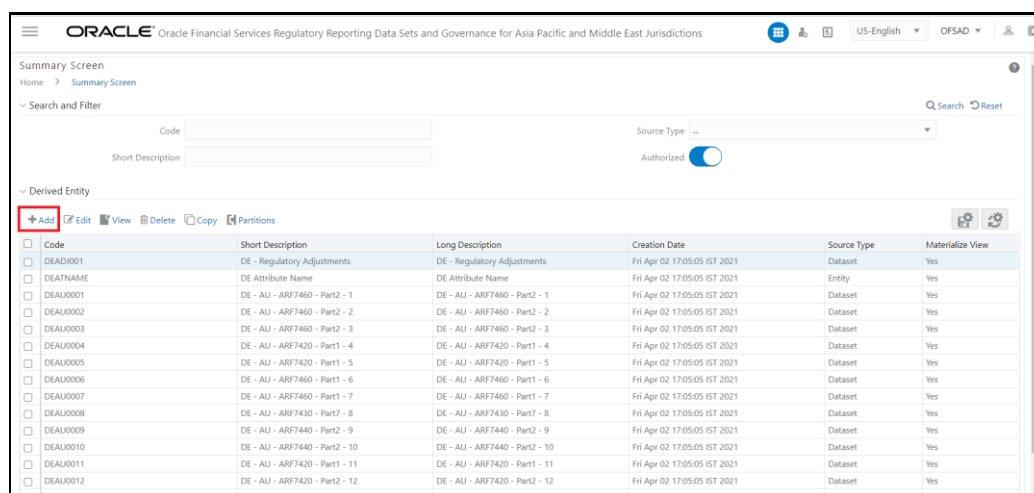 ORACLE Oracle Financial Services Regulatory Reporting Data Sets and Governance for Asia Pacific and Middle East Jurisdictions US-English OFSAD
Summary Screen
Home > Summary Screen
Search and Filter Search Reset
Code Source Type ...
Short Description Authorized
Derived Entity
Add Edit View Delete Copy Partitions
Code Short Description Long Description Creation Date Source Type Materialize View
DEADJ001 DE - Regulatory Adjustments DE - Regulatory Adjustments Fri Apr 02 17:05:05 IST 2021 Dataset Yes
DEATNAME DE Attribute Name DE Attribute Name Fri Apr 02 17:05:05 IST 2021 Entity Yes
DEAU0001 DE - AU - ARF7460 - Part2 - 1 DE - AU - ARF7460 - Part2 - 1 Fri Apr 02 17:05:05 IST 2021 Dataset Yes
DEAU0002 DE - AU - ARF7460 - Part2 - 2 DE - AU - ARF7460 - Part2 - 2 Fri Apr 02 17:05:05 IST 2021 Dataset Yes
DEAU0003 DE - AU - ARF7460 - Part2 - 3 DE - AU - ARF7460 - Part2 - 3 Fri Apr 02 17:05:05 IST 2021 Dataset Yes
DEAU0004 DE - AU - ARF7420 - Part1 - 4 DE - AU - ARF7420 - Part1 - 4 Fri Apr 02 17:05:05 IST 2021 Dataset Yes
DEAU0005 DE - AU - ARF7420 - Part1 - 5 DE - AU - ARF7420 - Part1 - 5 Fri Apr 02 17:05:05 IST 2021 Dataset Yes
DEAU0006 DE - AU - ARF7460 - Part1 - 6 DE - AU - ARF7460 - Part1 - 6 Fri Apr 02 17:05:05 IST 2021 Dataset Yes
DEAU0007 DE - AU - ARF7460 - Part1 - 7 DE - AU - ARF7460 - Part1 - 7 Fri Apr 02 17:05:05 IST 2021 Dataset Yes
DEAU0008 DE - AU - ARF7430 - Part7 - 8 DE - AU - ARF7430 - Part7 - 8 Fri Apr 02 17:05:05 IST 2021 Dataset Yes
DEAU0009 DE - AU - ARF7440 - Part2 - 9 DE - AU - ARF7440 - Part2 - 9 Fri Apr 02 17:05:05 IST 2021 Dataset Yes
DEAU0010 DE - AU - ARF7440 - Part2 - 10 DE - AU - ARF7440 - Part2 - 10 Fri Apr 02 17:05:05 IST 2021 Dataset Yes
DEAU0011 DE - AU - ARF7420 - Part1 - 11 DE - AU - ARF7420 - Part1 - 11 Fri Apr 02 17:05:05 IST 2021 Dataset Yes
DEAU0012 DE - AU - ARF7420 - Part2 - 12 DE - AU - ARF7420 - Part2 - 12 Fri Apr 02 17:05:05 IST 2021 Dataset Yes